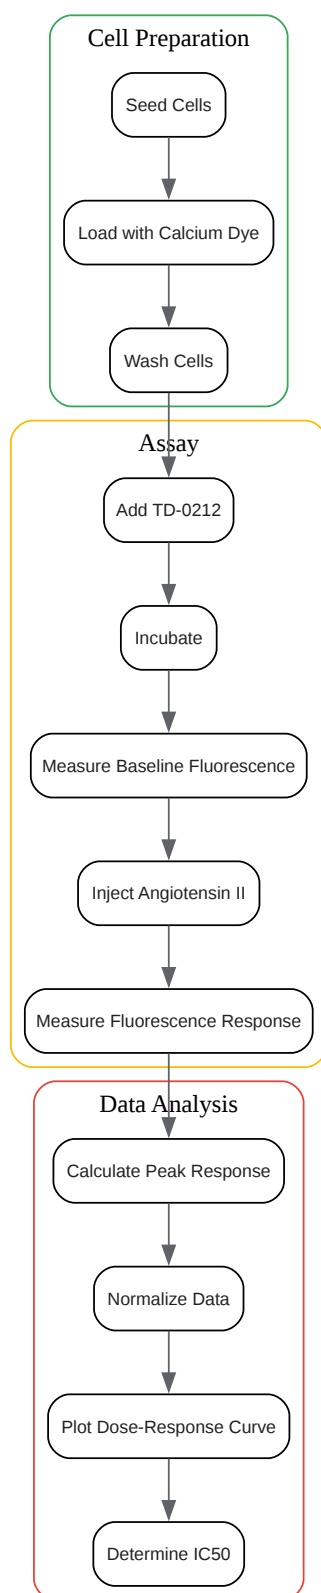 Cell Preparation
Seed Cells
Load with Calcium Dye
Wash Cells
Assay
Add TD-0212
Incubate
Measure Baseline Fluorescence
Inject Angiotensin II
Measure Fluorescence Response
Data Analysis
Calculate Peak Response
Normalize Data
Plot Dose-Response Curve
Determine IC50